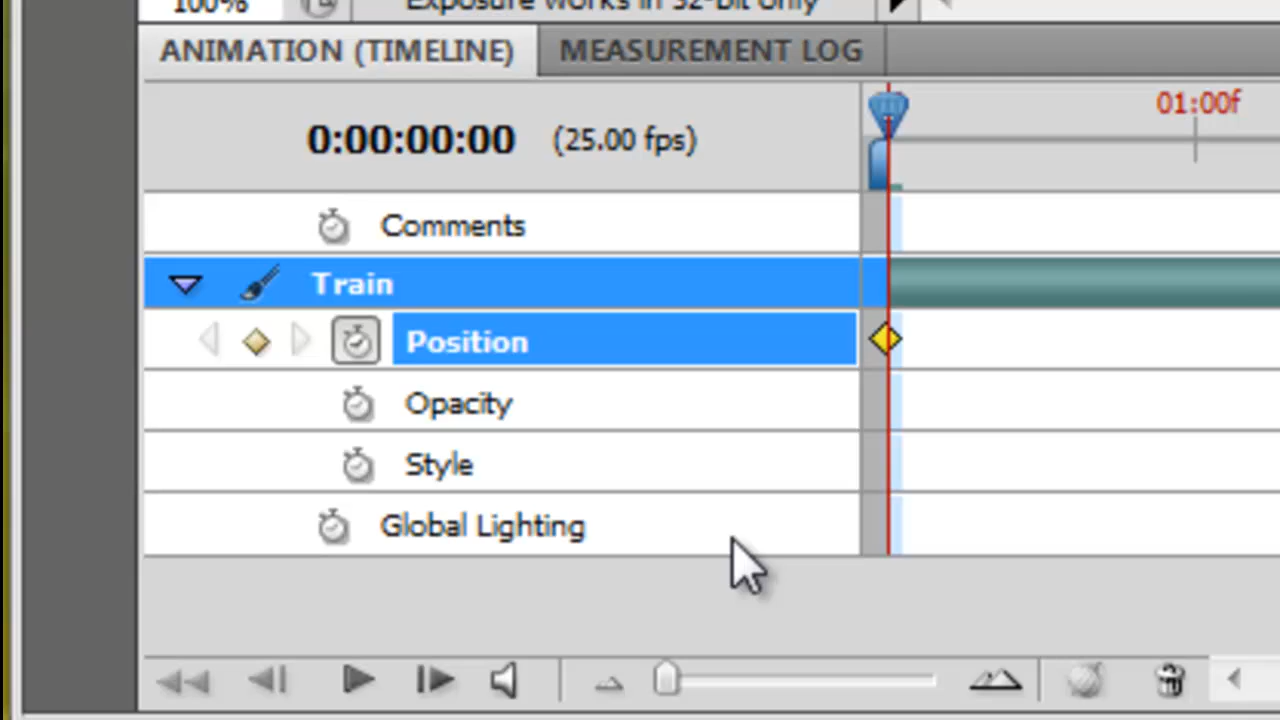 100% Exposure works in 32-bit only
ANIMATION (TIMELINE) MEASUREMENT LOG
01:00f
0:00:00:00 (25.00 fps)
Comments
Train
Position
Opacity
Style
Global Lighting